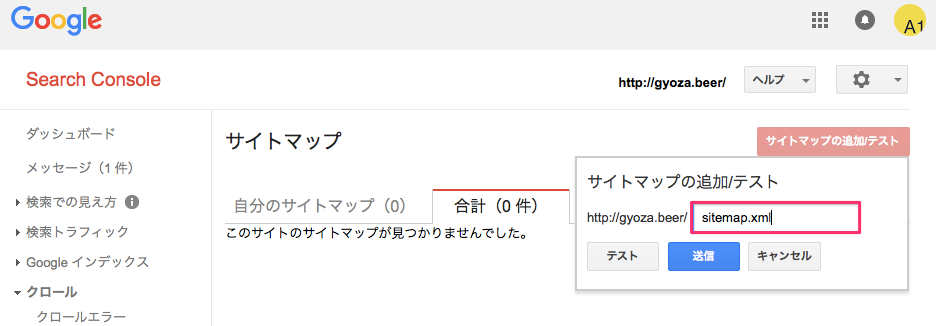 Google
A1
Search Console
http://gyoza.beer/
ヘルプ
ダッシュボード
メッセージ（1 件）
検索での見え方
検索トラフィック
Google インデックス
クロール
クロールエラー
サイトマップ
サイトマップの追加/テスト
自分のサイトマップ（0）
合計（0 件）
このサイトのサイトマップが見つかりませんでした。
サイトマップの追加/テスト
http://gyoza.beer/ sitemap.xml
テスト 送信 キャンセル